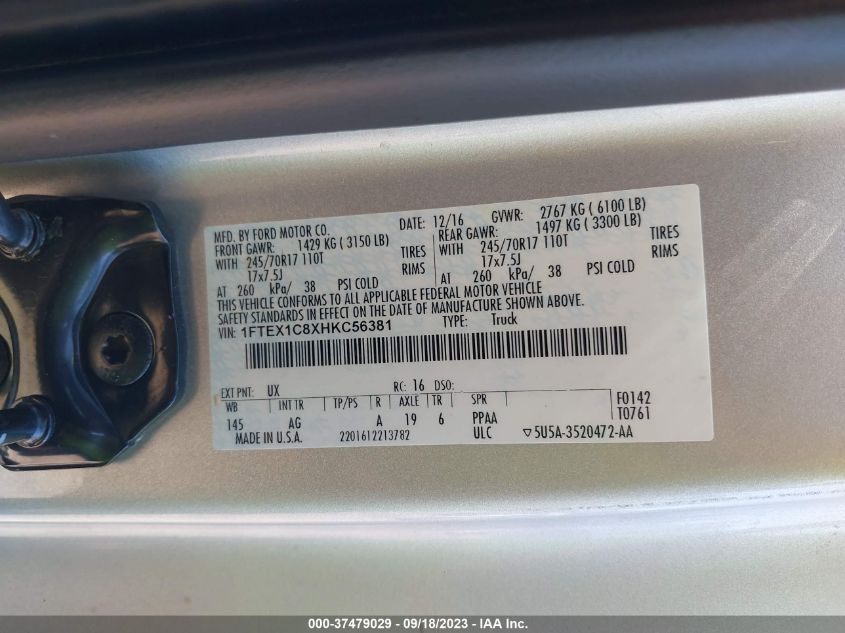 MFD. BY FORD MOTOR CO. DATE: 12/16 GVWR: 2767 KG ( 6100 LB)
FRONT GAWR: 1429 KG ( 3150 LB) REAR GAWR: 1497 KG ( 3300 LB)
WITH 245/70R17 110T TIRES WITH 245/70R17 110T TIRES
17x7.5J RIMS 17x7.5J RIMS
AT 260 kPa/ 38 PSI COLD AT 260 kPa/ 38 PSI COLD
THIS VEHICLE CONFORMS TO ALL APPLICABLE FEDERAL MOTOR VEHICLE
SAFETY STANDARDS IN EFFECT ON THE DATE OF MANUFACTURE SHOWN ABOVE.
VIN: 1FTEX1C8XHKC56381 TYPE: Truck
EXT PNT: UX RC: 16 DSO:
WB INT TR TP/PS R AXLE TR SPR F0142
145 AG A 19 6 PPAA T0761
MADE IN U.S.A. 2201612213782 ULC ▽5U5A-3520472-AA
000-37479029 - 09/18/2023 - IAA Inc.